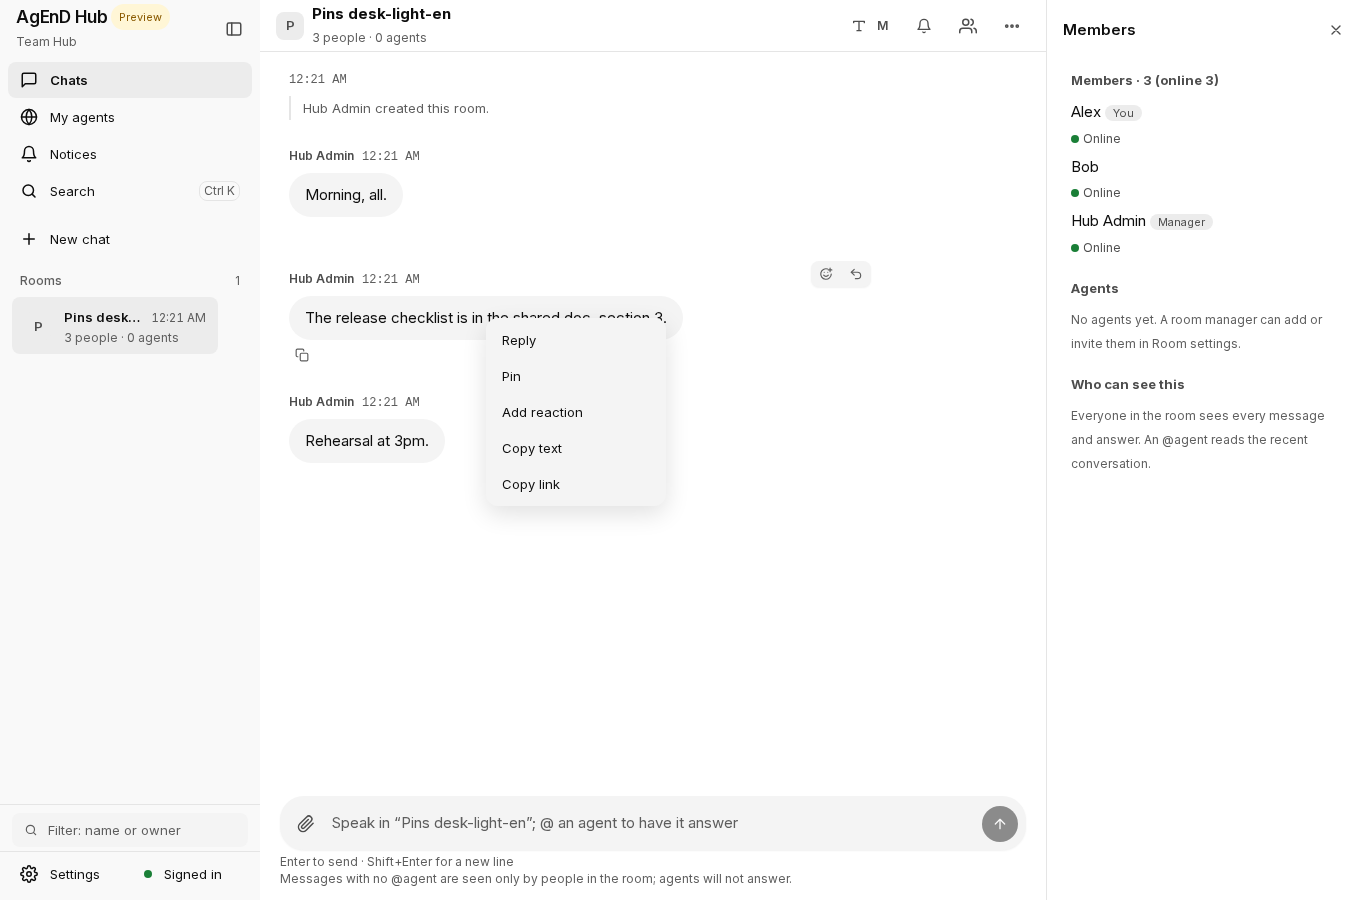 AgEnD Hub Preview
Team Hub
Chats
My agents
Notices
Search Ctrl K
New chat
Rooms 1
P Pins desk... 12:21 AM
3 people · 0 agents
Filter: name or owner
Settings Signed in
P Pins desk-light-en
3 people · 0 agents
M
12:21 AM
Hub Admin created this room.
Hub Admin 12:21 AM
Morning, all.
Hub Admin 12:21 AM
The release checklist is in the shared doc, section 3.
Reply
Pin
Add reaction
Copy text
Copy link
Hub Admin 12:21 AM
Rehearsal at 3pm.
Speak in “Pins desk-light-en”; @ an agent to have it answer
Enter to send · Shift+Enter for a new line
Messages with no @agent are seen only by people in the room; agents will not answer.
Members
Members · 3 (online 3)
Alex You
Online
Bob
Online
Hub Admin Manager
Online
Agents
No agents yet. A room manager can add or
invite them in Room settings.
Who can see this
Everyone in the room sees every message
and answer. An @agent reads the recent
conversation.